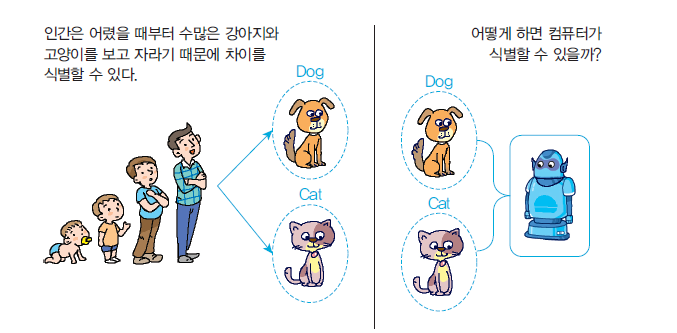 인간은 어렸을 때부터 수많은 강아지와
고양이를 보고 자라기 때문에 차이를
식별할 수 있다.
Dog
Cat
어떻게 하면 컴퓨터가
식별할 수 있을까?
Dog
Cat